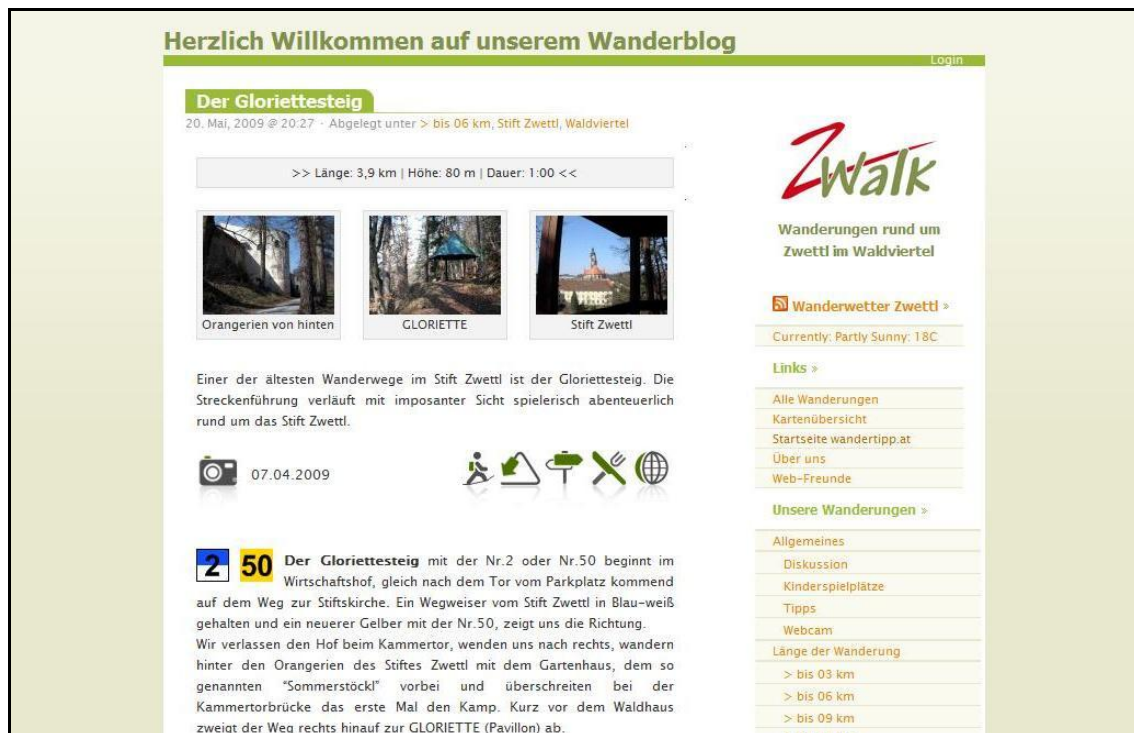 Herzlich Willkommen auf unserem Wanderblog
Login
Der Gloriettesteig
20. Mai, 2009 @ 20:27 · Abgelegt unter > bis 06 km, Stift Zwettl, Waldviertel
>> Länge: 3,9 km | Höhe: 80 m | Dauer: 1:00 <<
Orangerien von hinten
GLORIETTE
Stift Zwettl
Einer der ältesten Wanderwege im Stift Zwettl ist der Gloriettesteig. Die
Streckenführung verläuft mit imposanter Sicht spielerisch abenteuerlich
rund um das Stift Zwettl.
07.04.2009
2 50 Der Gloriettesteig mit der Nr.2 oder Nr.50 beginnt im
Wirtschaftshof, gleich nach dem Tor vom Parkplatz kommend
auf dem Weg zur Stiftskirche. Ein Wegweiser vom Stift Zwettl in Blau-weiß
gehalten und ein neuerer Gelber mit der Nr.50, zeigt uns die Richtung.
Wir verlassen den Hof beim Kammertor, wenden uns nach rechts, wandern
hinter den Orangerien des Stiftes Zwettl mit dem Gartenhaus, dem so
genannten "Sommerstöckl" vorbei und überschreiten bei der
Kammertorbrücke das erste Mal den Kamp. Kurz vor dem Waldhaus
zweigt der Weg rechts hinauf zur GLORIETTE (Pavillon) ab.
Zwalk
Wanderungen rund um
Zwettl im Waldviertel
Wanderwetter Zwettl »
Currently: Partly Sunny: 18C
Links »
Alle Wanderungen
Kartenübersicht
Startseite wandertipp.at
Über uns
Web-Freunde
Unsere Wanderungen »
Allgemeines
Diskussion
Kinderspielplätze
Tipps
Webcam
Länge der Wanderung
> bis 03 km
> bis 06 km
> bis 09 km